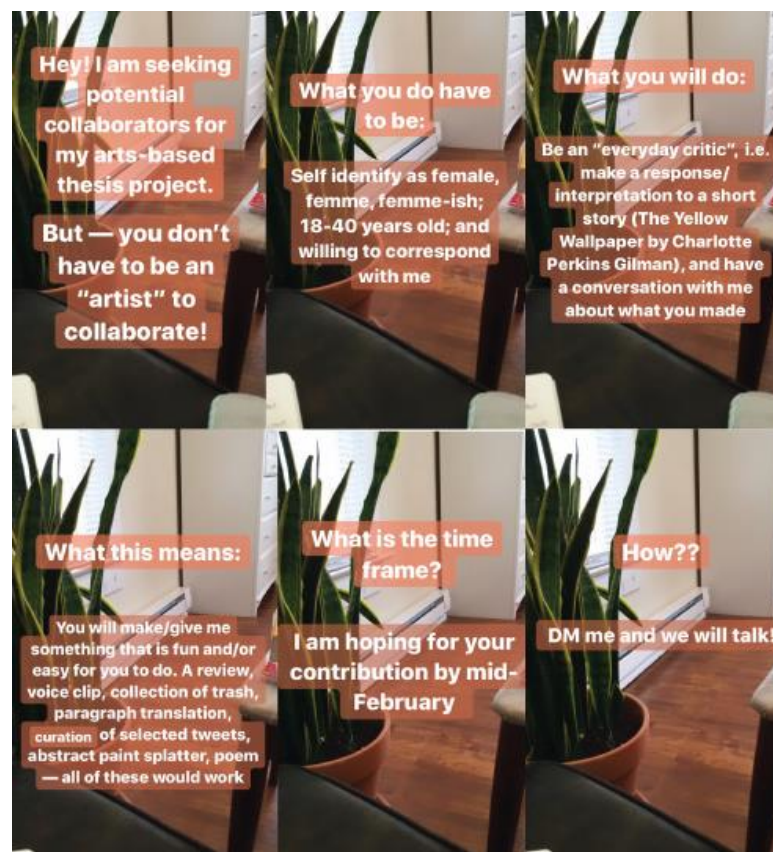 Hey! I am seeking
potential
collaborators for
my arts-based
thesis project.
But — you don't
have to be an
"artist" to
collaborate!
What you do have
to be:
Self identify as female,
femme, femme-ish;
18-40 years old; and
willing to correspond
with me
What you will do:
Be an "everyday critic", i.e.
make a response/
interpretation to a short
story (The Yellow
Wallpaper by Charlotte
Perkins Gilman), and have
a conversation with me
about what you made
What this means:
You will make/give me
something that is fun and/or
easy for you to do. A review,
voice clip, collection of trash,
paragraph translation,
curation of selected tweets,
abstract paint splatter, poem
— all of these would work
What is the time
frame?
I am hoping for your
contribution by mid-
February
How??
DM me and we will talk!